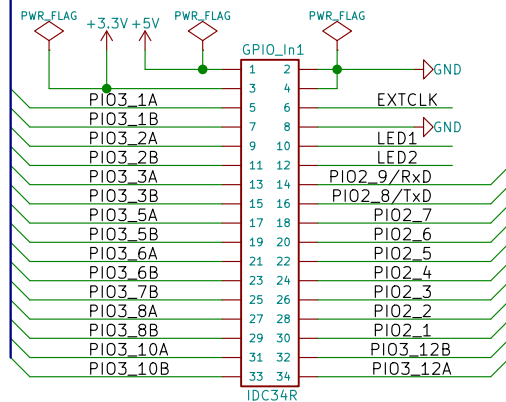 PWR_FLAG PWR_FLAG PWR_FLAG
+3.3V +5V
GPIO_In1
1 2 GND
3 4
PIO3_1A 5 6 EXTCLK
PIO3_1B 7 8 GND
PIO3_2A 9 10 LED1
PIO3_2B 11 12 LED2
PIO3_3A 13 14 PIO2_9/RxD
PIO3_3B 15 16 PIO2_8/TxD
PIO3_5A 17 18 PIO2_7
PIO3_5B 19 20 PIO2_6
PIO3_6A 21 22 PIO2_5
PIO3_6B 23 24 PIO2_4
PIO3_7B 25 26 PIO2_3
PIO3_8A 27 28 PIO2_2
PIO3_8B 29 30 PIO2_1
PIO3_10A 31 32 PIO3_12B
PIO3_10B 33 34 PIO3_12A
IDC34R